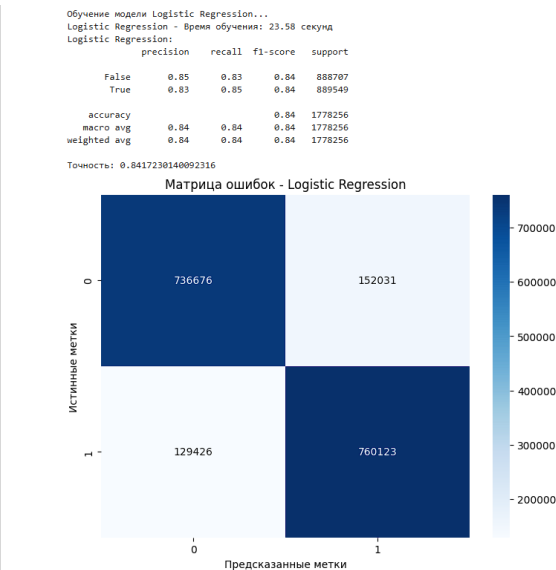 Обучение модели Logistic Regression...
Logistic Regression - Время обучения: 23.58 секунд
Logistic Regression:
precision recall f1-score support
False 0.85 0.83 0.84 888707
True 0.83 0.85 0.84 889549
accuracy 0.84 1778256
macro avg 0.84 0.84 0.84 1778256
weighted avg 0.84 0.84 0.84 1778256
Точность: 0.8417230140092316
Матрица ошибок - Logistic Regression
700000
600000
500000
400000
300000
200000
Истинные метки
0
1
736676 152031
129426 760123
0 1
Предсказанные метки